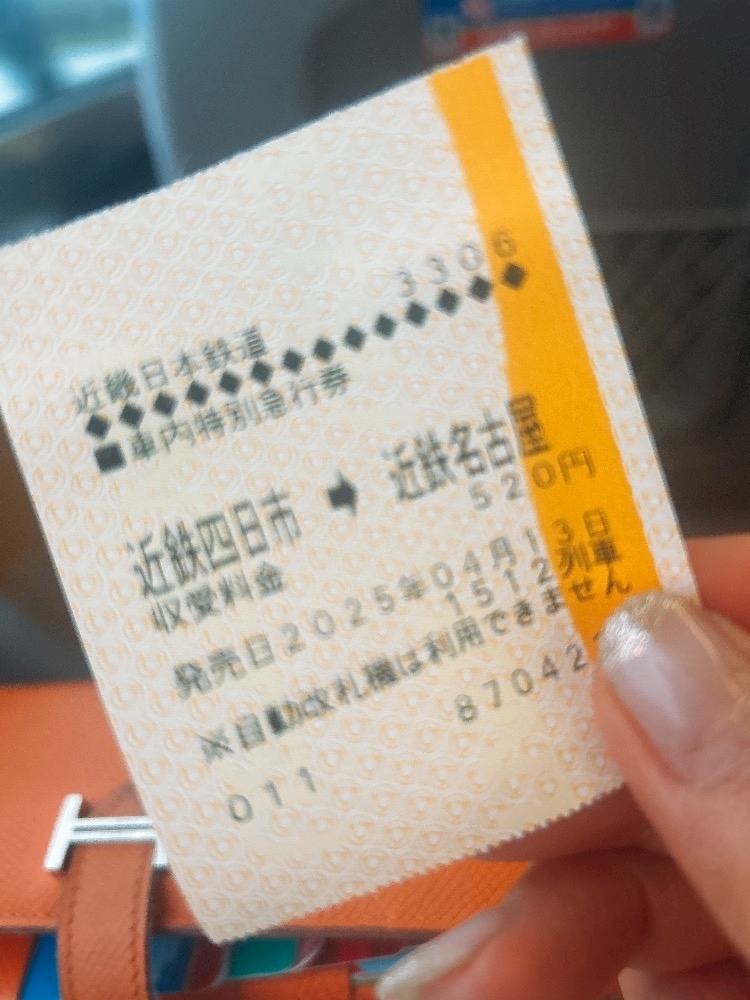 3306
近畿日本鉄道
◆◆◆◆◆◆◆◆◆◆◆◆◆◆
■車内特別急行券
近鉄四日市 ➡ 近鉄名古屋
収受料金 520円
発売日2025年04月13日
1512列車
※自動改札機は利用できません
87042
011